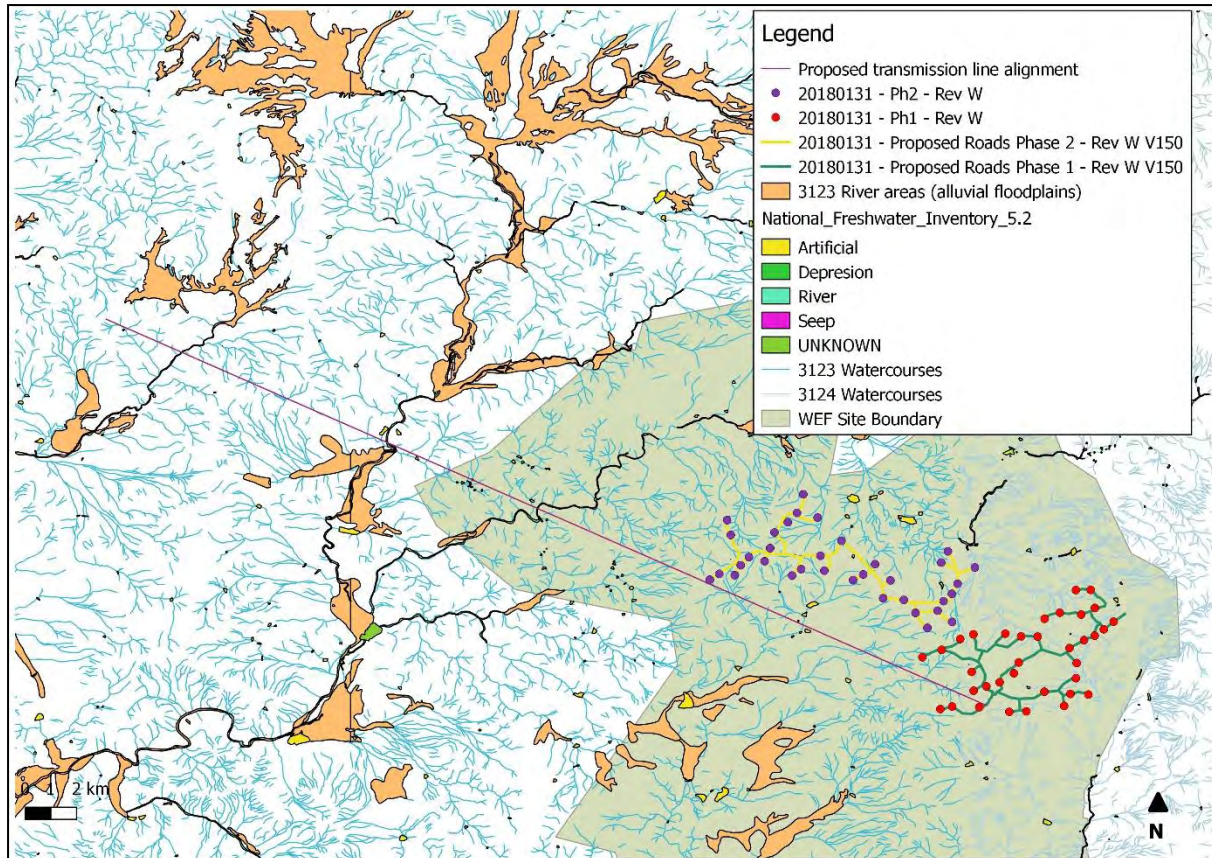 Legend
Proposed transmission line alignment
20180131 - Ph2 - Rev W
20180131 - Ph1 - Rev W
20180131 - Proposed Roads Phase 2 - Rev W V150
20180131 - Proposed Roads Phase 1 - Rev W V150
3123 River areas (alluvial floodplains)
National_Freshwater_Inventory_5.2
Artificial
Depresion
River
Seep
UNKNOWN
3123 Watercourses
3124 Watercourses
WEF Site Boundary
0 1 2 km
N